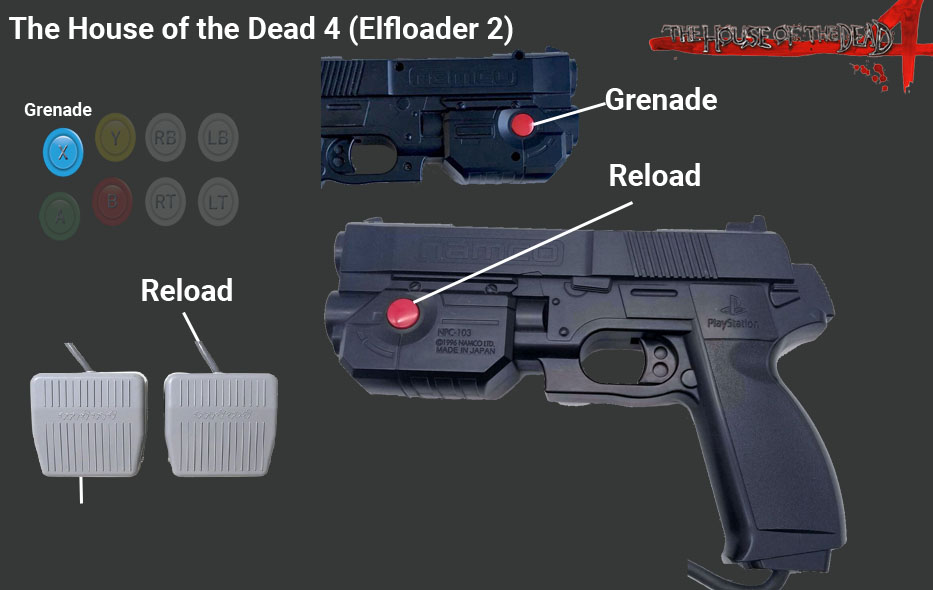 The House of the Dead 4 (Elfloader 2)
THE HOUSE OF THE DEAD 4
namco
Grenade
Grenade
X Y RB LB
A B RT LT
Reload
namco
PlayStation
NPC-103
©1996 NAMCO LTD.
MADE IN JAPAN
Reload